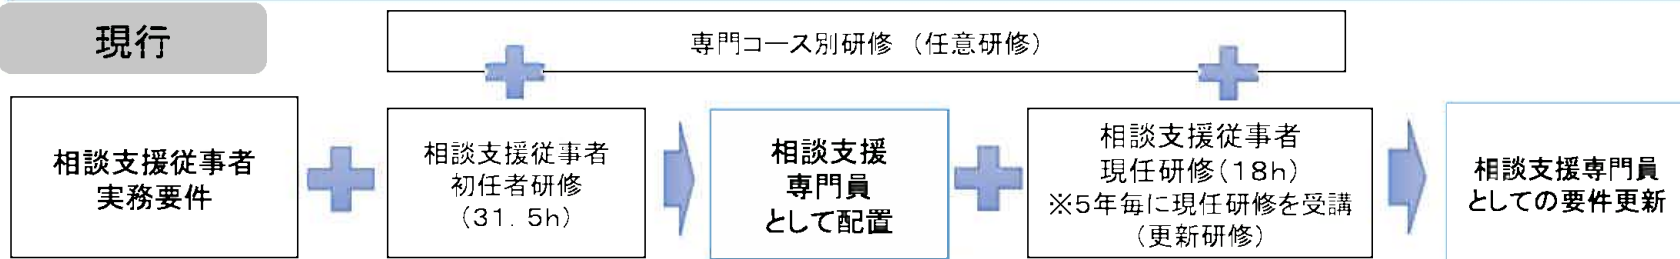 現行
専門コース別研修 (任意研修)
相談支援従事者
実務要件
相談支援従事者
初任者研修
(31.5h)
相談支援
専門員
として配置
相談支援従事者
現任研修(18h)
※5年毎に現任研修を受講
(更新研修)
相談支援専門員
としての要件更新